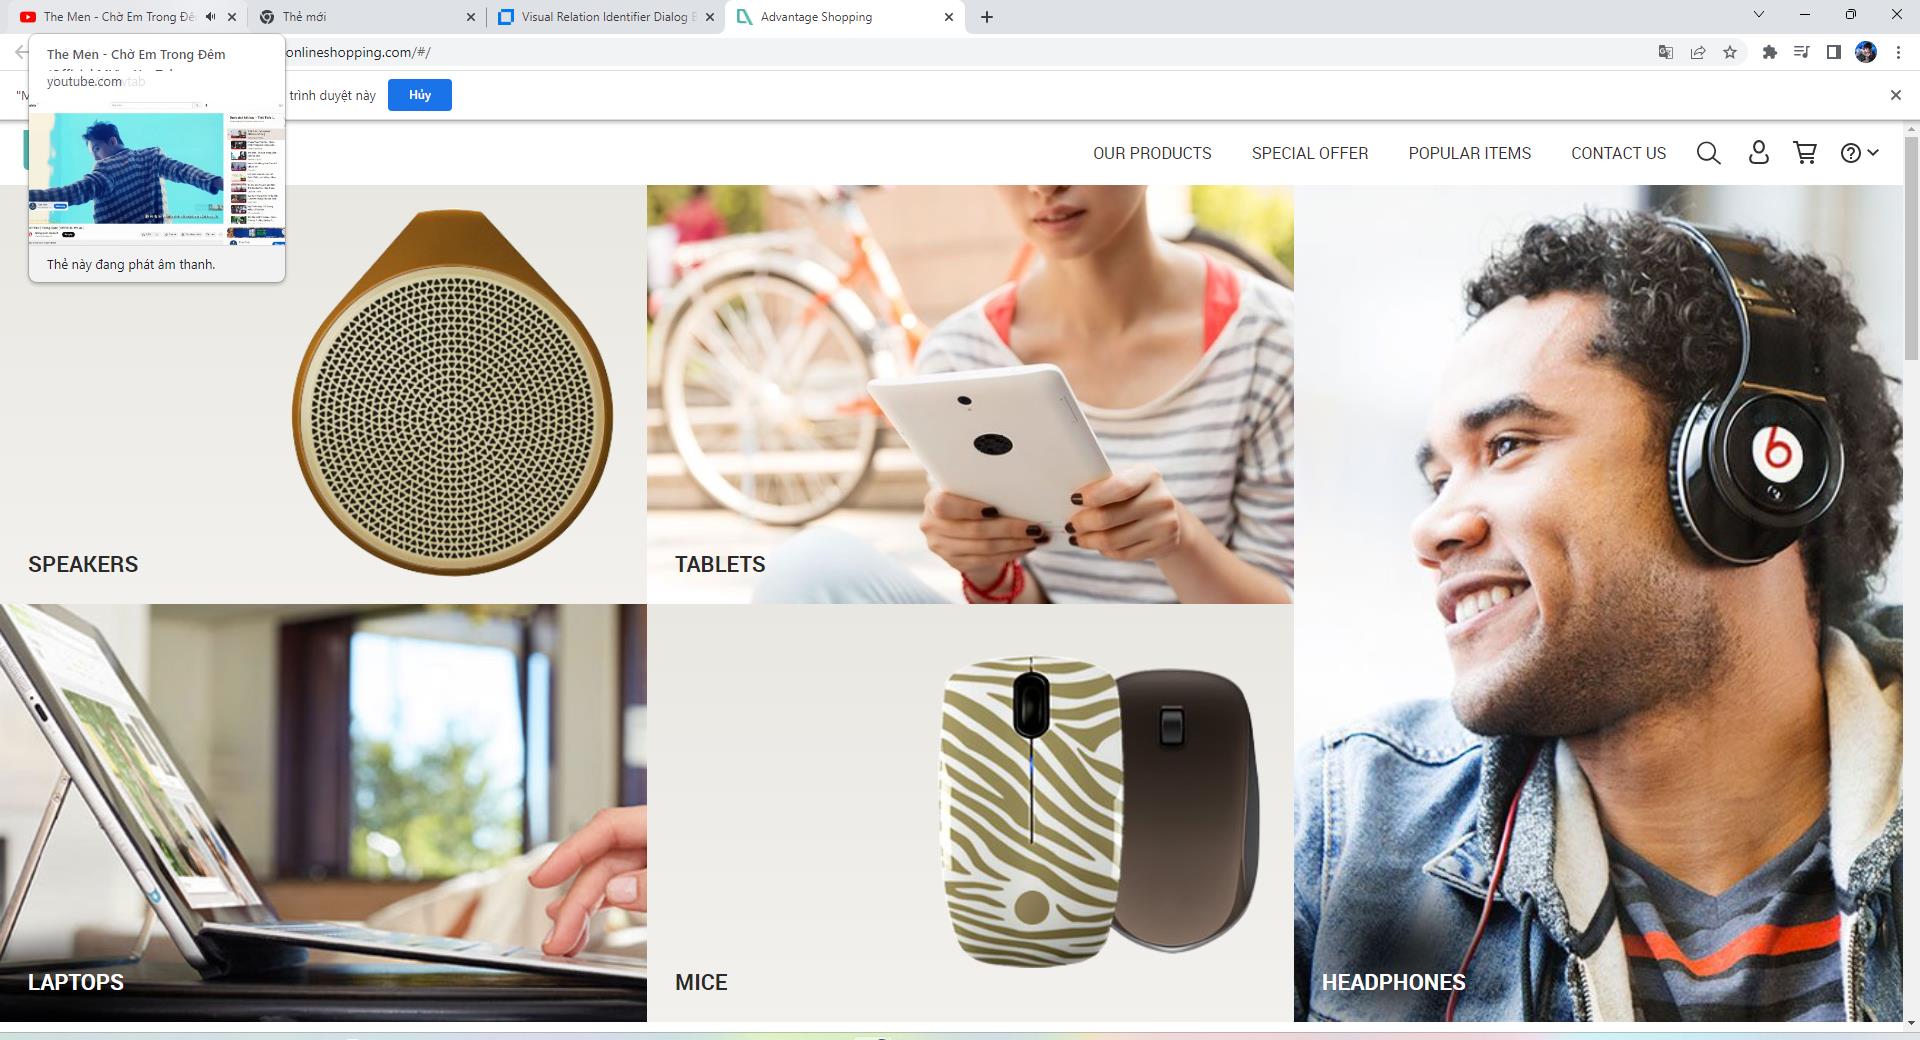 The Men - Chờ Em Trong Đê
Thẻ mới
Visual Relation Identifier Dialog
Advantage Shopping
The Men - Chờ Em Trong Đêm
youtube.com
onlineshopping.com/#/
trình duyệt này
Hủy
Thẻ này đang phát âm thanh.
OUR PRODUCTS
SPECIAL OFFER
POPULAR ITEMS
CONTACT US
SPEAKERS
TABLETS
LAPTOPS
MICE
HEADPHONES